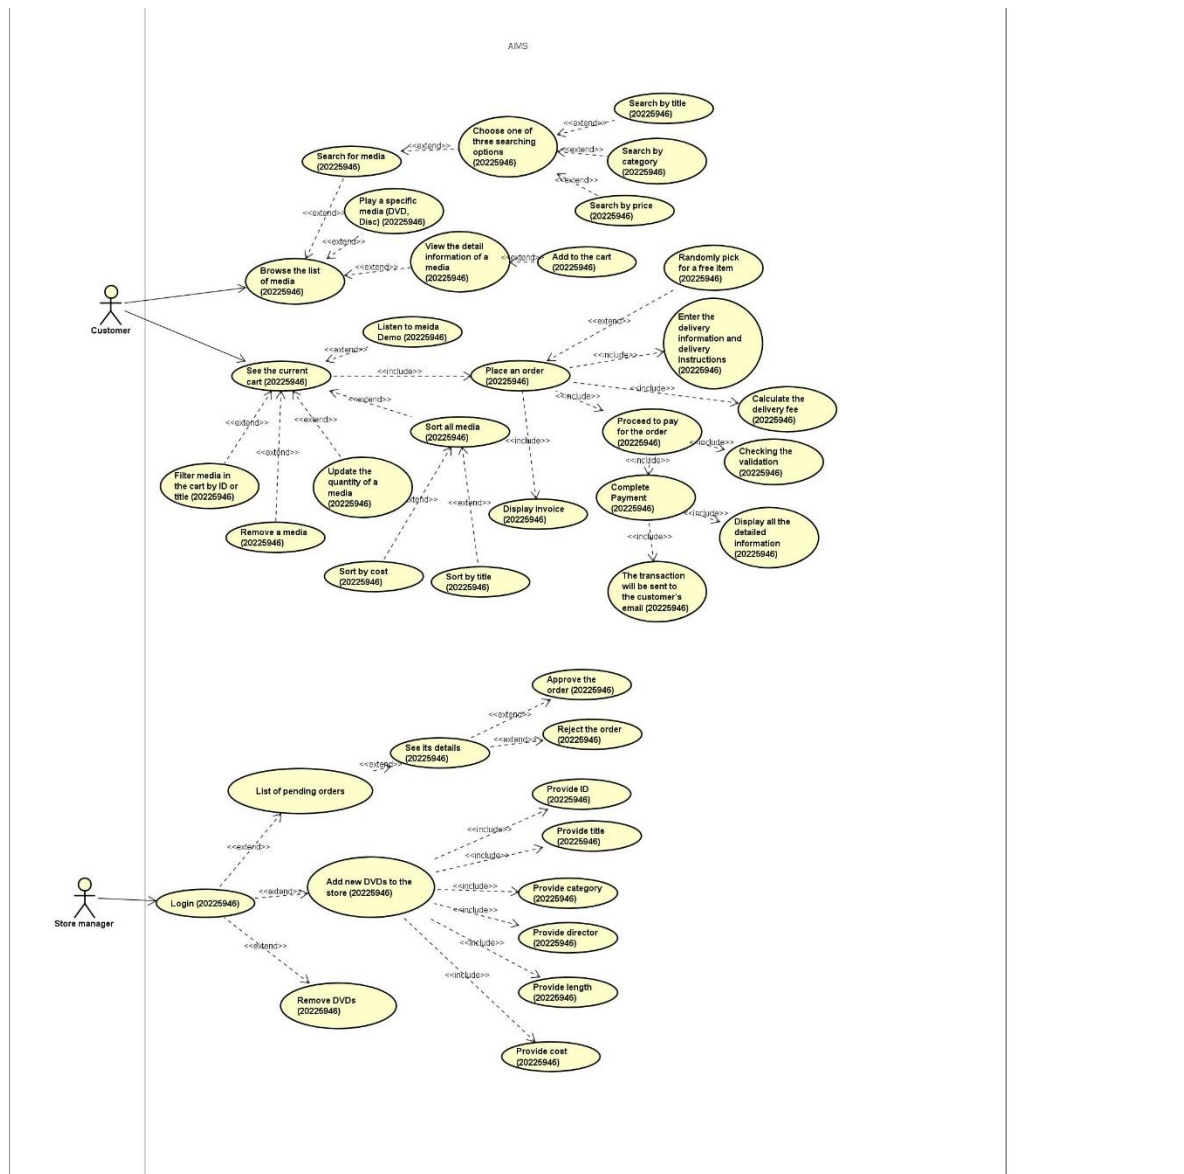 AIMS
Search by title
(20225946)
<<extend>>
Choose one of
three searching
options
(20225946)
<<extend>>
Search by
category
(20225946)
<<extend>>
Search for media
(20225946)
<<extend>>
Search by price
(20225946)
<<extend>>
Play a specific
media (DVD,
Disc) (20225946)
<<extend>>
View the detail
information of a
media
(20225946)
<<extend>>
<<extend>>
Add to the cart
(20225946)
Randomly pick
for a free item
(20225946)
Browse the list
of media
(20225946)
Customer
Listen to meida
Demo (20225946)
<<extend>>
<<extend>>
Enter the
delivery
information and
delivery
instructions
(20225946)
<<include>>
See the current
cart (20225946)
<<include>>
Place an order
(20225946)
<<include>>
<<include>>
Calculate the
delivery fee
(20225946)
<<extend>>
<<extend>>
<<extend>>
Sort all media
(20225946)
<<include>>
Proceed to pay
for the order
(20225946)
<<include>>
Checking the
validation
(20225946)
<<extend>>
<<include>>
Filter media in
the cart by ID or
title (20225946)
Update the
quantity of a
media
(20225946)
<<extend>>
<<extend>>
Complete
Payment
(20225946)
<<include>>
Display invoice
(20225946)
Remove a media
(20225946)
Display all the
detailed
information
(20225946)
<<include>>
Sort by cost
(20225946)
Sort by title
(20225946)
The transaction
will be sent to
the customer's
email (20225946)
Approve the
order (20225946)
<<extend>>
Reject the order
(20225946)
<<extend>>
See its details
(20225946)
<<extend>>
List of pending orders
Provide ID
(20225946)
<<include>>
Provide title
(20225946)
<<extend>>
<<include>>
Add new DVDs to the
store (20225946)
<<include>>
Provide category
(20225946)
<<extend>>
Login (20225946)
Store manager
<<include>>
Provide director
(20225946)
<<extend>>
<<include>>
<<include>>
Provide length
(20225946)
Remove DVDs
(20225946)
Provide cost
(20225946)